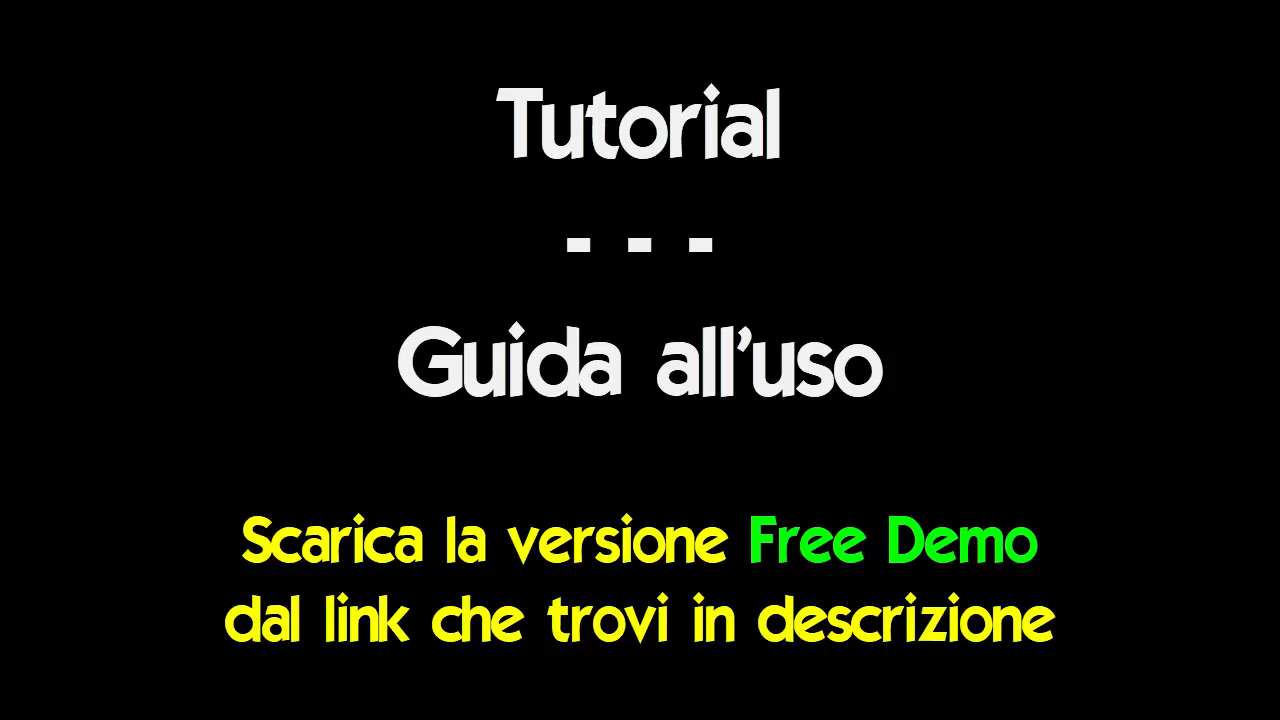 Tutorial
- - -
Guida all'uso
Scarica la versione Free Demo
dal link che trovi in descrizione